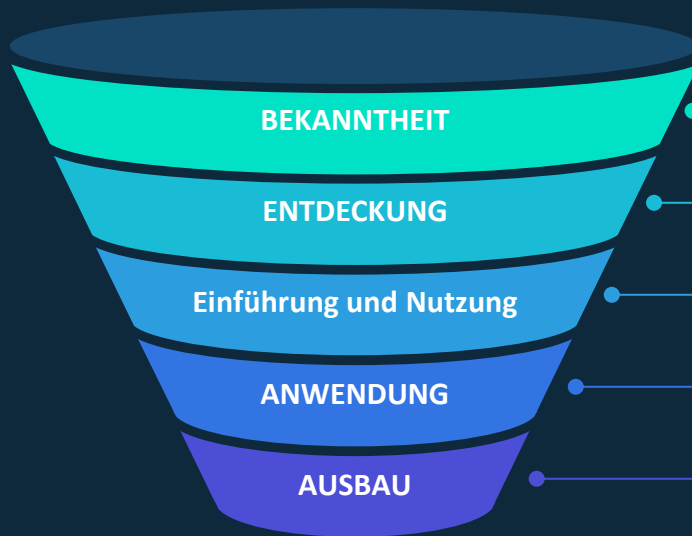 BEKANNTHEIT
ENTDECKUNG
Einführung und Nutzung
ANWENDUNG
AUSBAU